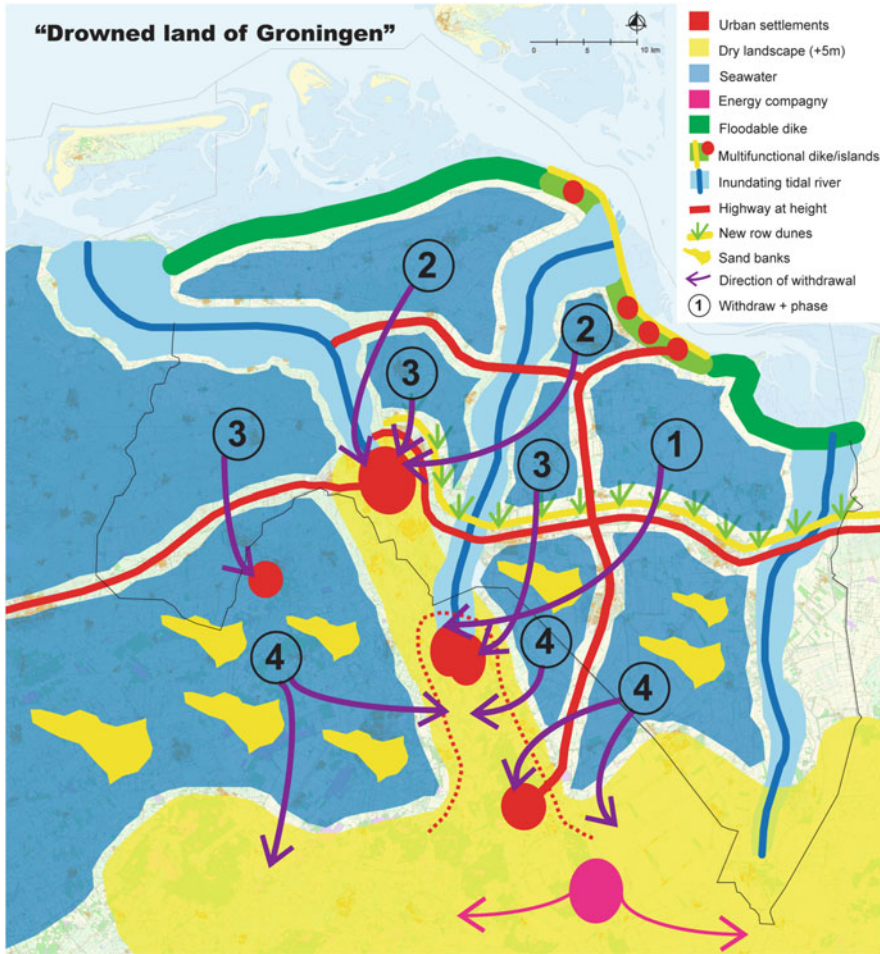 “Drowned land of Groningen”
0 5 10 km
Urban settlements
Dry landscape (+5m)
Seawater
Energy compagny
Floodable dike
Multifunctional dike/islands
Inundating tidal river
Highway at height
New row dunes
Sand banks
Direction of withdrawal
1 Withdraw + phase
2
2
3
3
1
3
4
4
4